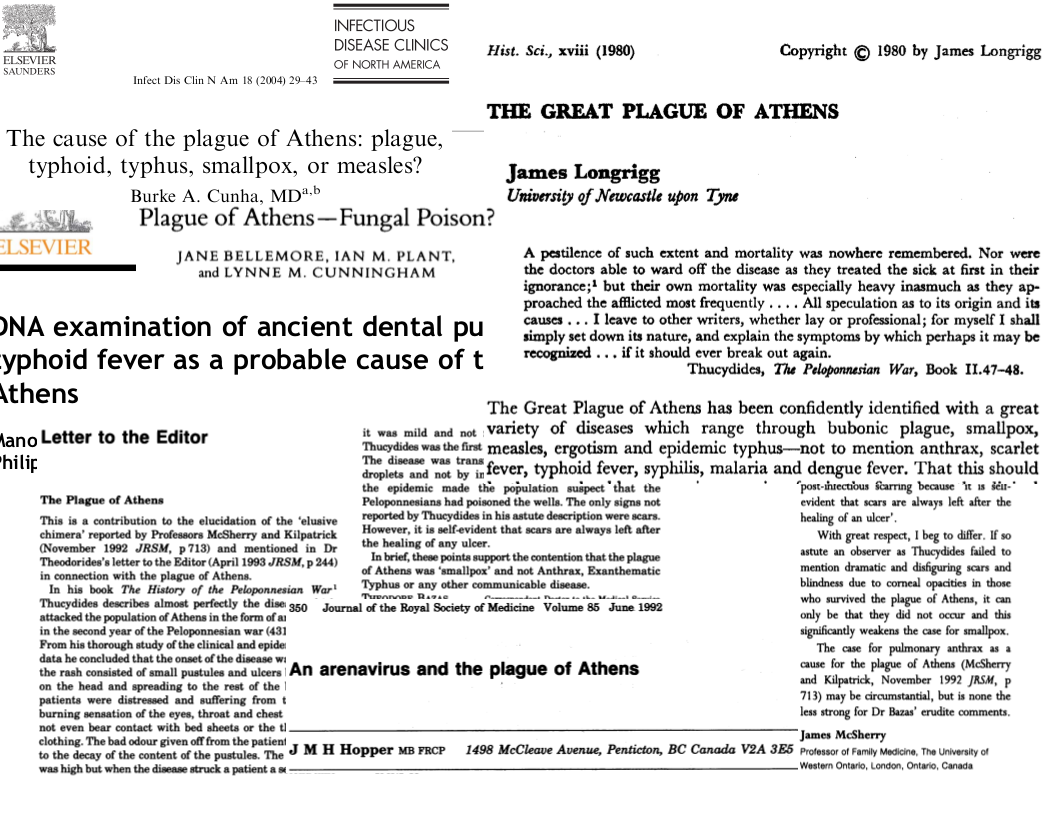 ELSEVIER
SAUNDERS
INFECTIOUS
DISEASE CLINICS
OF NORTH AMERICA
Infect Dis Clin N Am 18 (2004) 29–43
The cause of the plague of Athens: plague,
typhoid, typhus, smallpox, or measles?
Burke A. Cunha, MDa,b
Plague of Athens—Fungal Poison?
ELSEVIER
JANE BELLEMORE, IAN M. PLANT,
and LYNNE M. CUNNINGHAM
DNA examination of ancient dental pu
typhoid fever as a probable cause of t
Athens
Mano
Philip
Letter to the Editor
The Plague of Athens
This is a contribution to the elucidation of the 'elusive
chimera' reported by Professors McSherry and Kilpatrick
(November 1992 JRSM, p 713) and mentioned in Dr
Theodorides's letter to the Editor (April 1993 JRSM, p 244)
in connection with the plague of Athens.
In his book The History of the Peloponnesian War1
Thucydides describes almost perfectly the dise
attacked the population of Athens in the form of a
in the second year of the Peloponnesian war (431
From his thorough study of the clinical and epide
data he concluded that the onset of the disease w
the rash consisted of small pustules and ulcers
on the head and spreading to the rest of the
patients were distressed and suffering from t
burning sensation of the eyes, throat and chest
not even bear contact with bed sheets or the tl
clothing. The bad odour given off from the patient
to the decay of the content of the pustules. The
was high but when the disease struck a patient a s
it was mild and not
Thucydides was the first
The disease was trans
droplets and not by in
the epidemic made the population suspect that the
Peloponnesians had poisoned the wells. The only signs not
reported by Thucydides in his astute description were scars.
However, it is self-evident that scars are always left after
the healing of any ulcer.
In brief, these points support the contention that the plague
of Athens was 'smallpox' and not Anthrax, Exanthematic
Typhus or any other communicable disease.
350 Journal of the Royal Society of Medicine Volume 85 June 1992
An arenavirus and the plague of Athens
J M H Hopper MB FRCP 1498 McCleave Avenue, Penticton, BC Canada V2A 3E5
Hist. Sci., xviii (1980)
Copyright © 1980 by James Longrigg
THE GREAT PLAGUE OF ATHENS
James Longrigg
University of Newcastle upon Tyne
A pestilence of such extent and mortality was nowhere remembered. Nor were
the doctors able to ward off the disease as they treated the sick at first in their
ignorance;1 but their own mortality was especially heavy inasmuch as they ap-
proached the afflicted most frequently . . . . All speculation as to its origin and its
causes . . . I leave to other writers, whether lay or professional; for myself I shall
simply set down its nature, and explain the symptoms by which perhaps it may be
recognized . . . if it should ever break out again.
Thucydides, The Peloponnesian War, Book II.47–48.
The Great Plague of Athens has been confidently identified with a great
variety of diseases which range through bubonic plague, smallpox,
measles, ergotism and epidemic typhus—not to mention anthrax, scarlet
fever, typhoid fever, syphilis, malaria and dengue fever. That this should
post-infectious scarring because 'it is self-
evident that scars are always left after the
healing of an ulcer'.
With great respect, I beg to differ. If so
astute an observer as Thucydides failed to
mention dramatic and disfiguring scars and
blindness due to corneal opacities in those
who survived the plague of Athens, it can
only be that they did not occur and this
significantly weakens the case for smallpox.
The case for pulmonary anthrax as a
cause for the plague of Athens (McSherry
and Kilpatrick, November 1992 JRSM, p
713) may be circumstantial, but is none the
less strong for Dr Bazas' erudite comments.
James McSherry
Professor of Family Medicine, The University of
Western Ontario, London, Ontario, Canada